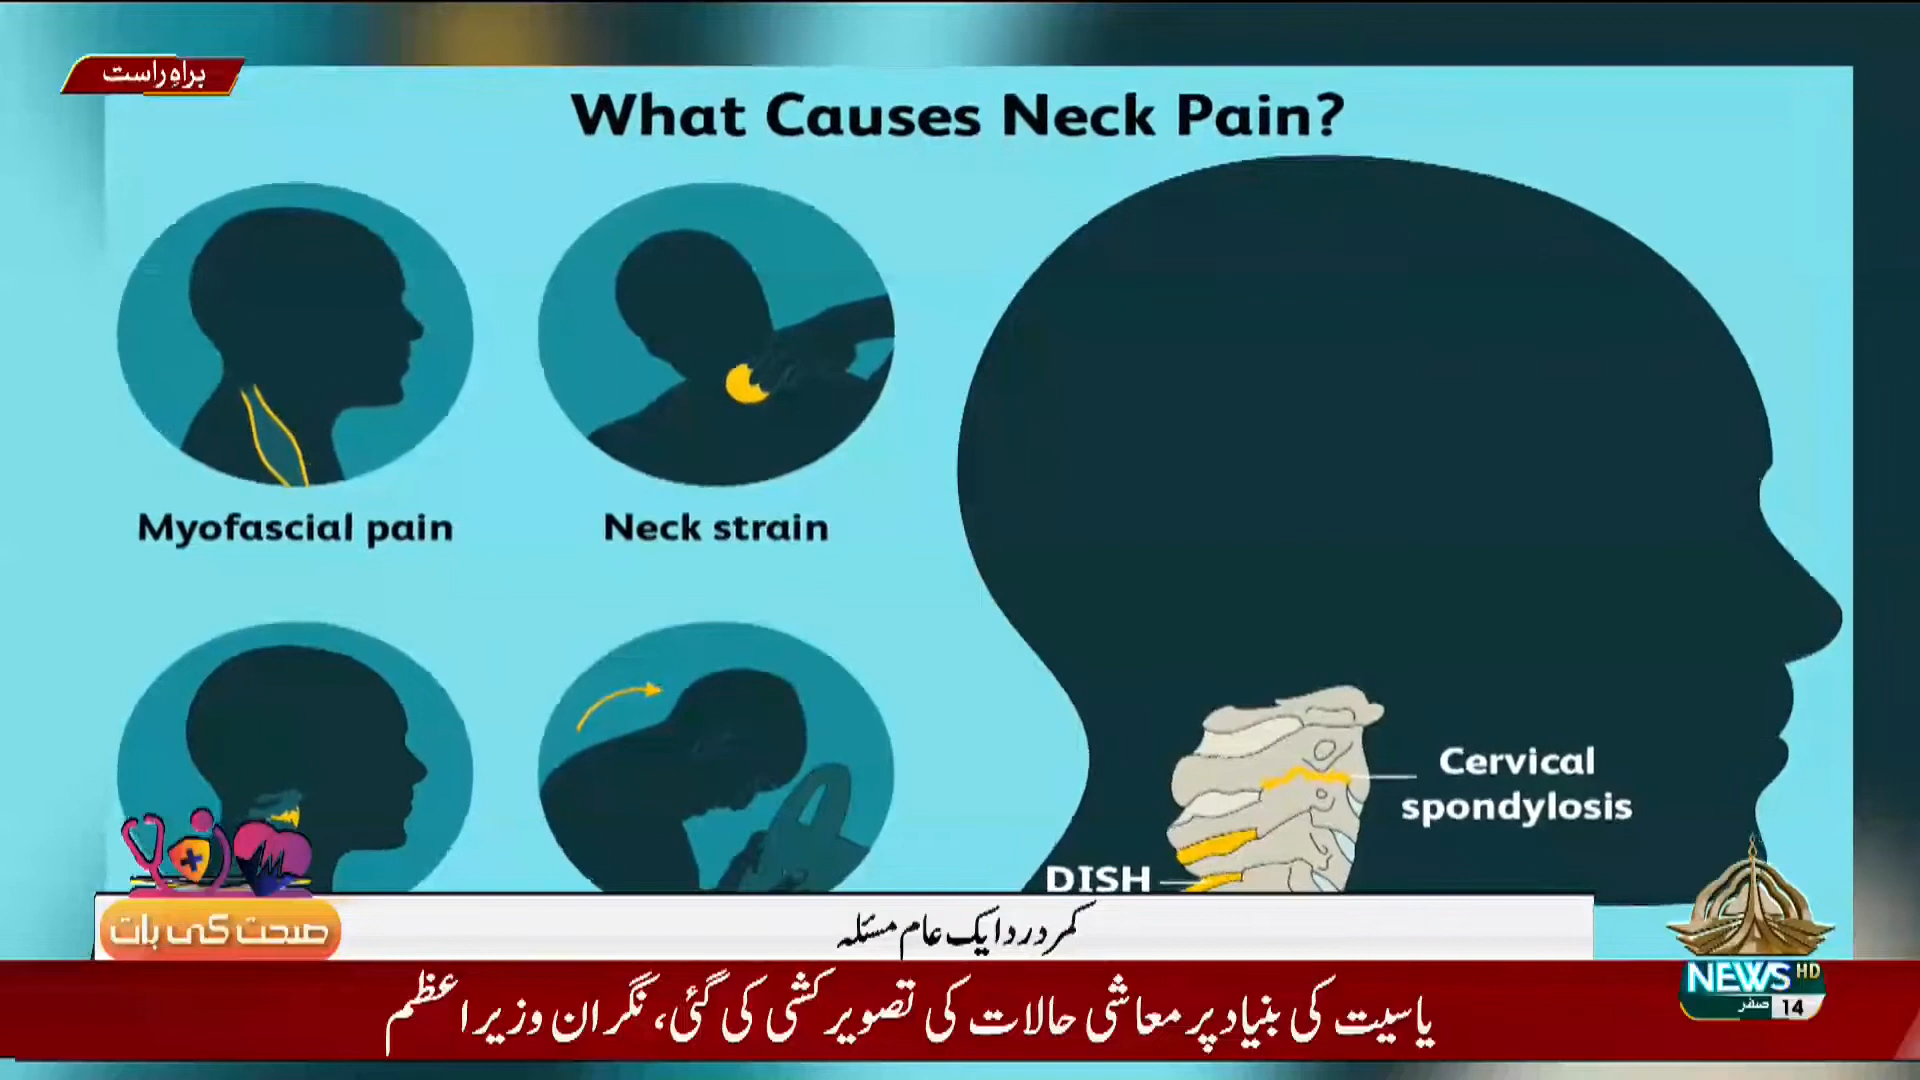 براہِ راست
What Causes Neck Pain?
Myofascial pain
Neck strain
Cervical
spondylosis
DISH
صحت کی بات
کمر درد ایک عام مسئلہ
NEWS HD
صفر 14
یاسیت کی بنیاد پر معاشی حالات کی تصویر کشی کی گئی، نگران وزیراعظم